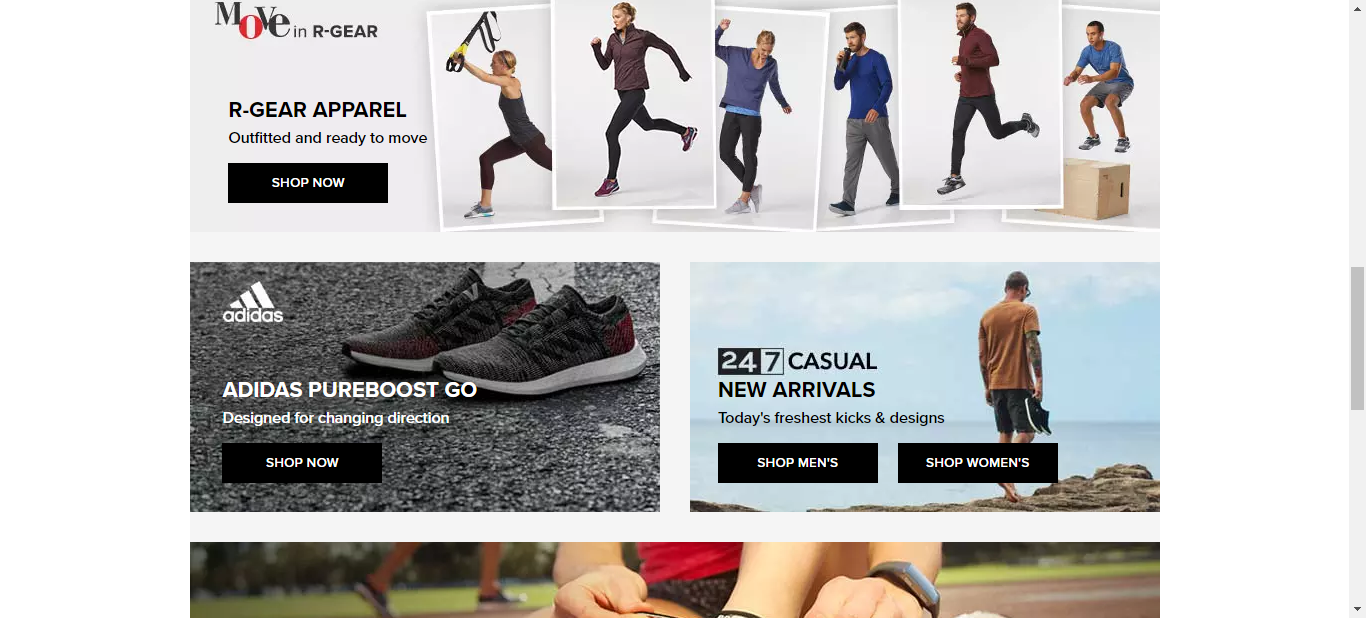 MOVE in R-GEAR
R-GEAR APPAREL
Outfitted and ready to move
SHOP NOW
adidas
ADIDAS PUREBOOST GO
Designed for changing direction
SHOP NOW
24 7 CASUAL
NEW ARRIVALS
Today's freshest kicks & designs
SHOP MEN'S
SHOP WOMEN'S